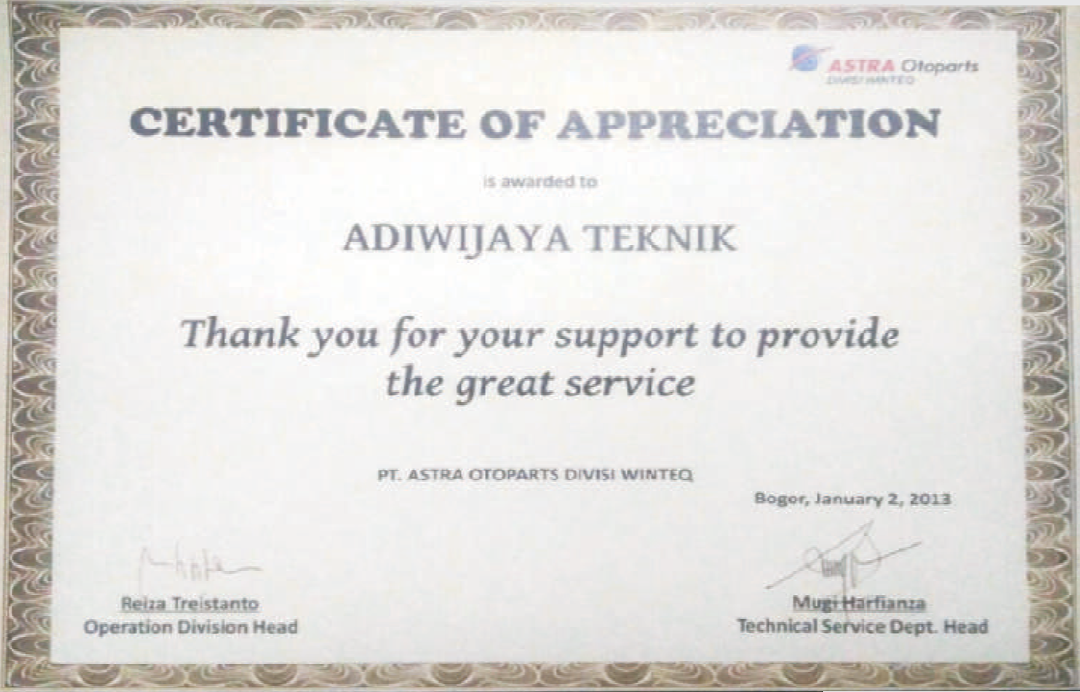 ASTRA Otoparts
DIVISI WINTEQ
CERTIFICATE OF APPRECIATION
is awarded to
ADIWIJAYA TEKNIK
Thank you for your support to provide
the great service
PT. ASTRA OTOPARTS DIVISI WINTEQ
Bogor, January 2, 2013
Reiza Treistanto
Operation Division Head
Mugi Harfianza
Technical Service Dept. Head